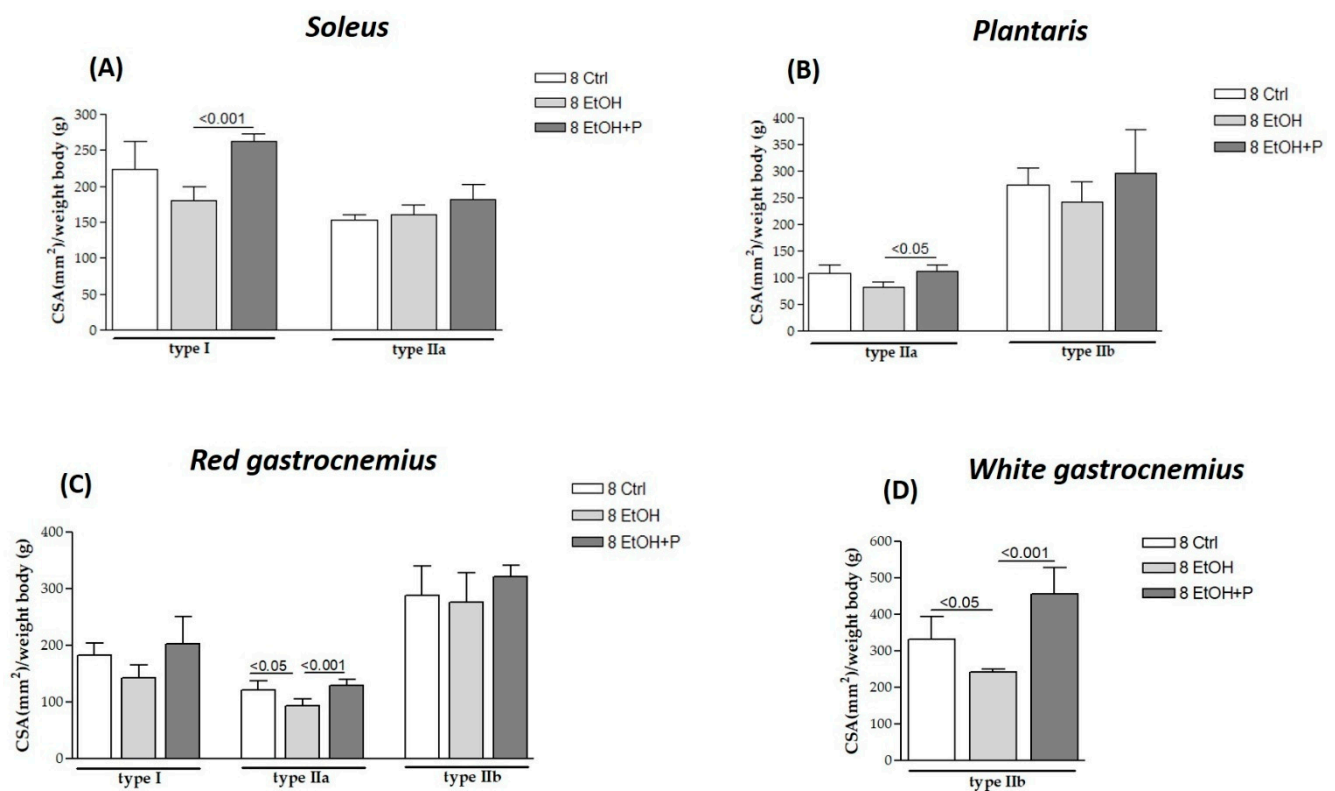 Soleus
(A)
8 Ctrl
8 EtOH
8 EtOH+P
CSA(mm²)/weight body (g)
300
250
200
150
100
50
0
<0.001
type I
type IIa
Plantaris
(B)
8 Ctrl
8 EtOH
8 EtOH+P
CSA(mm²)/weight body (g)
400
350
300
250
200
150
100
50
0
<0.05
type IIa
type IIb
Red gastrocnemius
(C)
8 Ctrl
8 EtOH
8 EtOH+P
CSA(mm²)/weight body (g)
400
300
200
100
0
<0.05
<0.001
type I
type IIa
type IIb
White gastrocnemius
(D)
8 Ctrl
8 EtOH
8 EtOH+P
CSA(mm²)/weight body (g)
600
500
400
300
200
100
0
<0.05
<0.001
type IIb